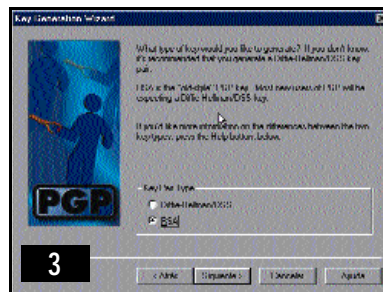 Key Generation Wizard
What type of key would you like to generate? If you don't know,
it's recommended that you generate a Diffie-Hellman/DSS key
pair.
RSA is the "old-style" PGP key. Most new users of PGP will be
expecting a Diffie-Hellman/DSS key.
If you'd like more information on the differences between the two
key types, press the Help button, below.
PGP
Key Pair Type
Diffie-Hellman/DSS
RSA
3
< Atrás
Siguiente >
Cancelar
Ayuda